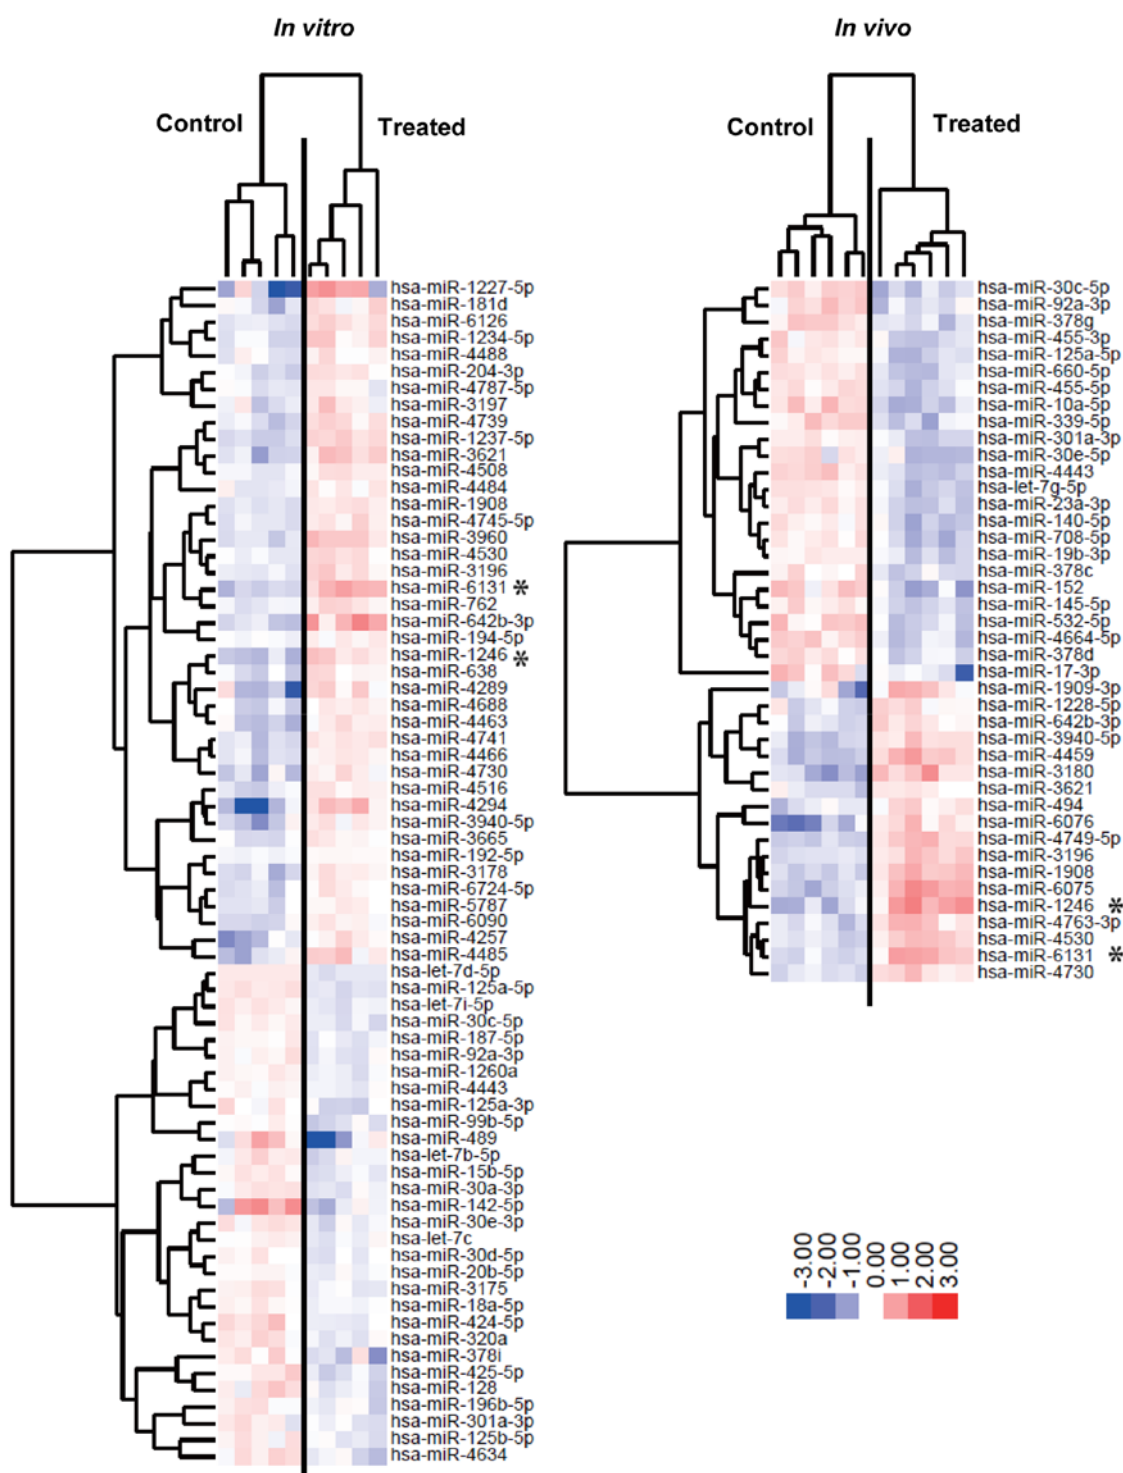 In vitro
Control
Treated
hsa-miR-1227-5p
hsa-miR-181d
hsa-miR-6126
hsa-miR-1234-5p
hsa-miR-4488
hsa-miR-204-3p
hsa-miR-4787-5p
hsa-miR-3197
hsa-miR-4739
hsa-miR-1237-5p
hsa-miR-3621
hsa-miR-4508
hsa-miR-4484
hsa-miR-1908
hsa-miR-4745-5p
hsa-miR-3960
hsa-miR-4530
hsa-miR-3196
hsa-miR-6131 *
hsa-miR-762
hsa-miR-642b-3p
hsa-miR-194-5p
hsa-miR-1246 *
hsa-miR-638
hsa-miR-4289
hsa-miR-4688
hsa-miR-4463
hsa-miR-4741
hsa-miR-4466
hsa-miR-4730
hsa-miR-4516
hsa-miR-4294
hsa-miR-3940-5p
hsa-miR-3665
hsa-miR-192-5p
hsa-miR-3178
hsa-miR-6724-5p
hsa-miR-5787
hsa-miR-6090
hsa-miR-4257
hsa-miR-4485
hsa-let-7d-5p
hsa-miR-125a-5p
hsa-let-7i-5p
hsa-miR-30c-5p
hsa-miR-187-5p
hsa-miR-92a-3p
hsa-miR-1260a
hsa-miR-4443
hsa-miR-125a-3p
hsa-miR-99b-5p
hsa-miR-489
hsa-let-7b-5p
hsa-miR-15b-5p
hsa-miR-30a-3p
hsa-miR-142-5p
hsa-miR-30e-3p
hsa-let-7c
hsa-miR-30d-5p
hsa-miR-20b-5p
hsa-miR-3175
hsa-miR-18a-5p
hsa-miR-424-5p
hsa-miR-320a
hsa-miR-378i
hsa-miR-425-5p
hsa-miR-128
hsa-miR-196b-5p
hsa-miR-301a-3p
hsa-miR-125b-5p
hsa-miR-4634
In vivo
Control
Treated
hsa-miR-30c-5p
hsa-miR-92a-3p
hsa-miR-378g
hsa-miR-455-3p
hsa-miR-125a-5p
hsa-miR-660-5p
hsa-miR-455-5p
hsa-miR-10a-5p
hsa-miR-339-5p
hsa-miR-301a-3p
hsa-miR-30e-5p
hsa-miR-4443
hsa-let-7g-5p
hsa-miR-23a-3p
hsa-miR-140-5p
hsa-miR-708-5p
hsa-miR-19b-3p
hsa-miR-378c
hsa-miR-152
hsa-miR-145-5p
hsa-miR-532-5p
hsa-miR-4664-5p
hsa-miR-378d
hsa-miR-17-3p
hsa-miR-1909-3p
hsa-miR-1228-5p
hsa-miR-642b-3p
hsa-miR-3940-5p
hsa-miR-4459
hsa-miR-3180
hsa-miR-3621
hsa-miR-494
hsa-miR-6076
hsa-miR-4749-5p
hsa-miR-3196
hsa-miR-1908
hsa-miR-6075
hsa-miR-1246 *
hsa-miR-4763-3p
hsa-miR-4530
hsa-miR-6131 *
hsa-miR-4730
-3.00
-2.00
-1.00
0.00
1.00
2.00
3.00